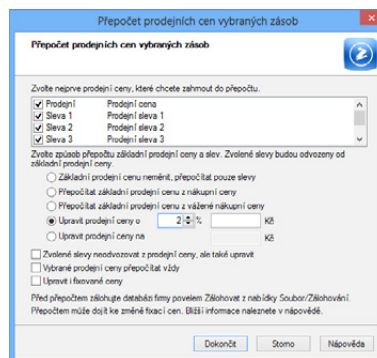 Přepočet prodejních cen vybraných zásob
Přepočet prodejních cen vybraných zásob
Zvolte nejprve prodejní ceny, které chcete zahrnout do přepočtu.
Prodejní Prodejní cena
Sleva 1 Prodejní sleva 1
Sleva 2 Prodejní sleva 2
Sleva 3 Prodejní sleva 3
Zvolte způsob přepočtu základní prodejní ceny a slev. Zvolené slevy budou odvozeny od
základní prodejní ceny.
Základní prodejní cenu neměnit, přepočítat pouze slevy
Přepočítat základní prodejní cenu z nákupní ceny
Přepočítat základní prodejní cenu z vážené nákupní ceny
Upravit prodejní ceny o 2 % Kč
Upravit prodejní ceny na Kč
Zvolené slevy neodvozovat z prodejní ceny, ale také upravit
Vybrané prodejní ceny přepočítat vždy
Upravit i fixované ceny
Před přepočtem zálohujte databázi firmy povelem Zálohovat z nabídky Soubor/Zálohování.
Přepočtem může dojít ke změně fixací cen. Bližší informace naleznete v nápovědě.
Dokončit Storno Nápověda